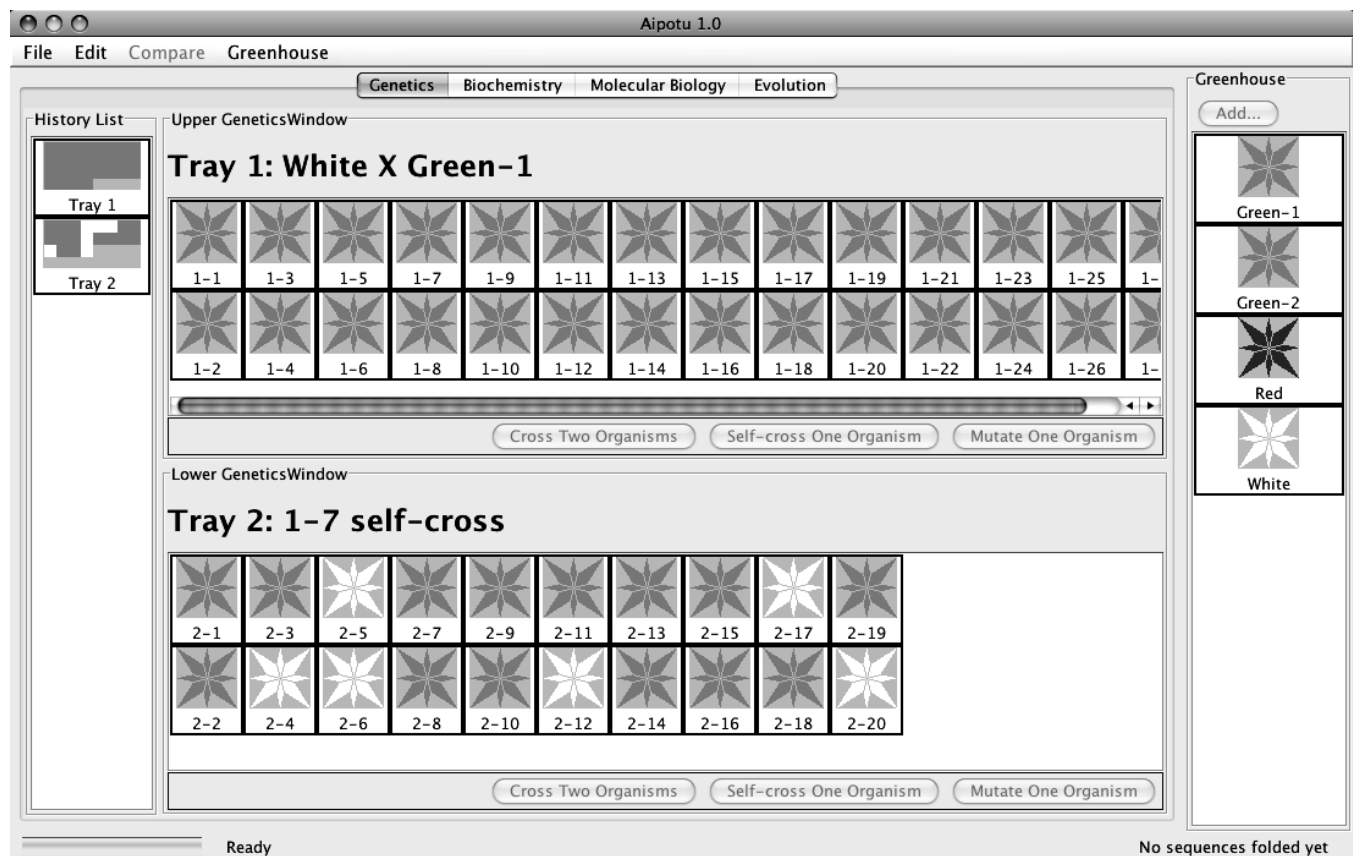 Aipotu 1.0
File Edit Compare Greenhouse
Genetics Biochemistry Molecular Biology Evolution
History List
Tray 1
Tray 2
Upper GeneticsWindow
Tray 1: White X Green-1
1-1 1-3 1-5 1-7 1-9 1-11 1-13 1-15 1-17 1-19 1-21 1-23 1-25 1-
1-2 1-4 1-6 1-8 1-10 1-12 1-14 1-16 1-18 1-20 1-22 1-24 1-26 1-
Cross Two Organisms Self-cross One Organism Mutate One Organism
Lower GeneticsWindow
Tray 2: 1-7 self-cross
2-1 2-3 2-5 2-7 2-9 2-11 2-13 2-15 2-17 2-19
2-2 2-4 2-6 2-8 2-10 2-12 2-14 2-16 2-18 2-20
Cross Two Organisms Self-cross One Organism Mutate One Organism
Greenhouse
Add...
Green-1
Green-2
Red
White
Ready
No sequences folded yet